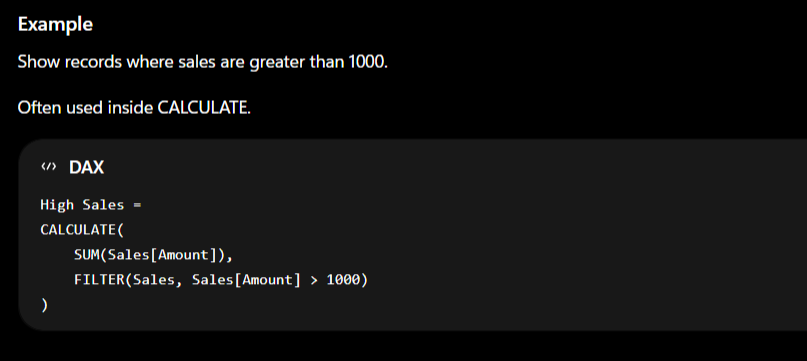 Example
Show records where sales are greater than 1000.
Often used inside CALCULATE.
</> DAX
High Sales =
CALCULATE(
    SUM(Sales[Amount]),
    FILTER(Sales, Sales[Amount] > 1000)
)